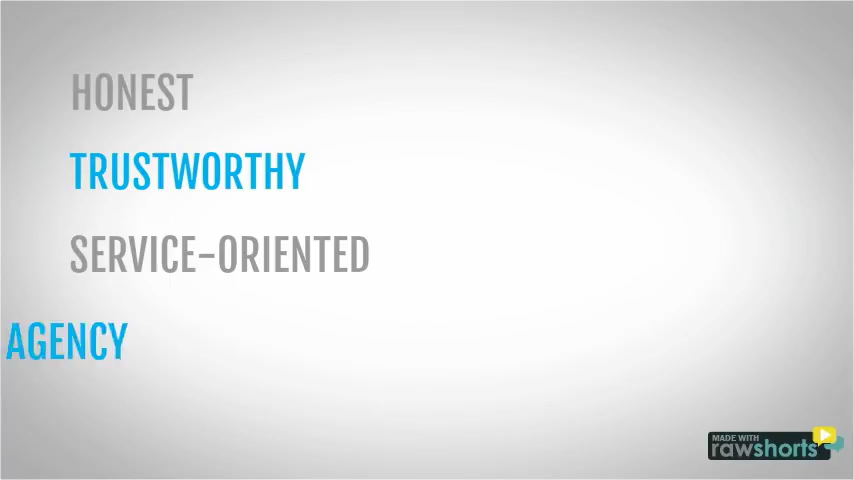 HONEST
TRUSTWORTHY
SERVICE-ORIENTED
AGENCY
MADE WITH
rawshorts